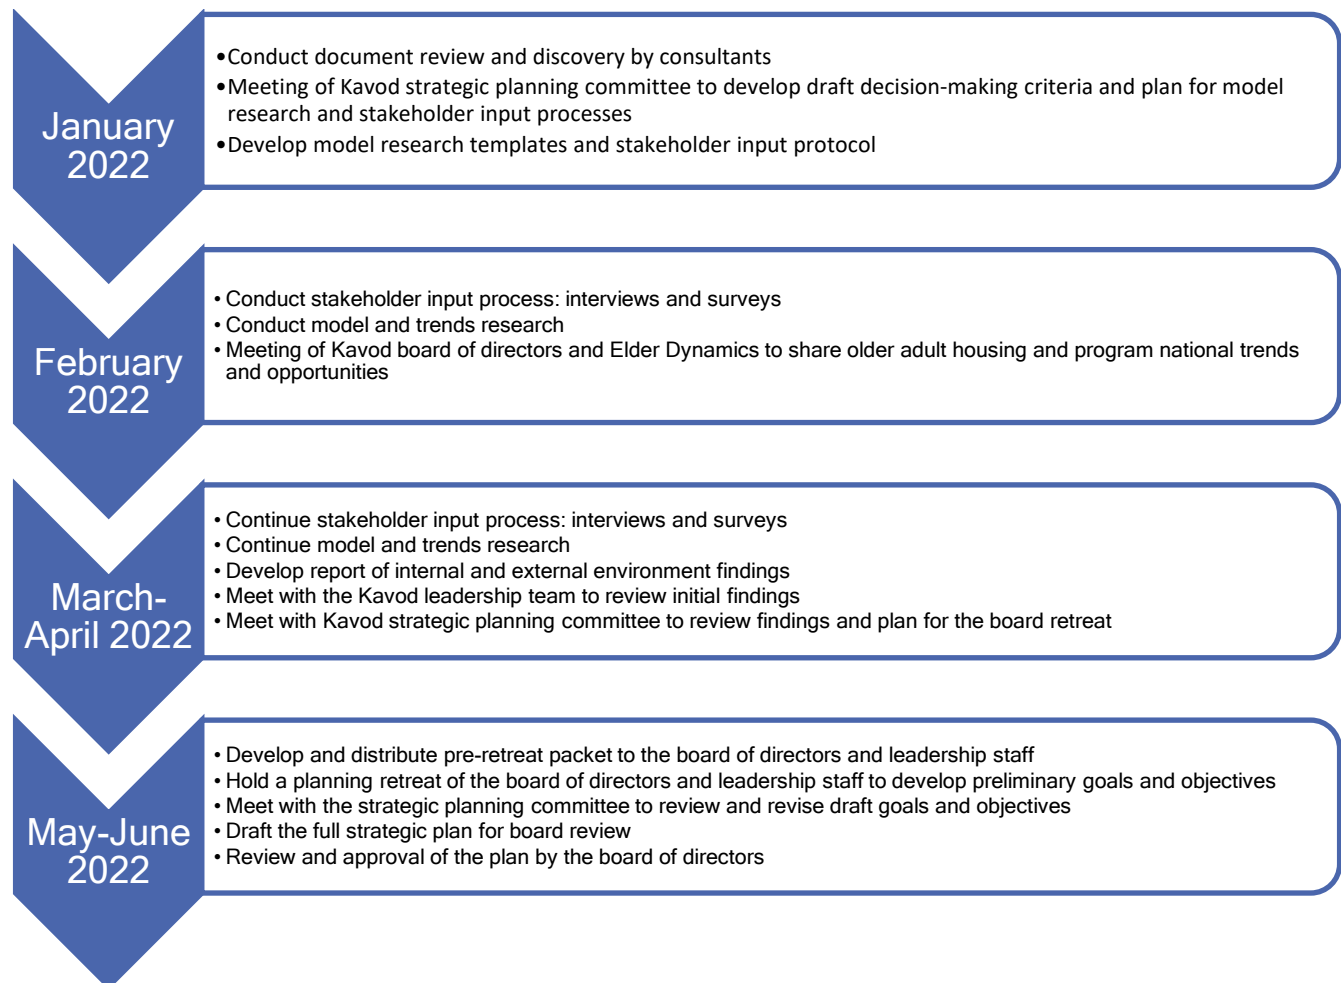 January
2022
•Conduct document review and discovery by consultants
•Meeting of Kavod strategic planning committee to develop draft decision-making criteria and plan for model
research and stakeholder input processes
•Develop model research templates and stakeholder input protocol
February
2022
• Conduct stakeholder input process: interviews and surveys
• Conduct model and trends research
• Meeting of Kavod board of directors and Elder Dynamics to share older adult housing and program national trends
and opportunities
March-
April 2022
• Continue stakeholder input process: interviews and surveys
• Continue model and trends research
• Develop report of internal and external environment findings
• Meet with the Kavod leadership team to review initial findings
• Meet with Kavod strategic planning committee to review findings and plan for the board retreat
May-June
2022
• Develop and distribute pre-retreat packet to the board of directors and leadership staff
• Hold a planning retreat of the board of directors and leadership staff to develop preliminary goals and objectives
• Meet with the strategic planning committee to review and revise draft goals and objectives
• Draft the full strategic plan for board review
• Review and approval of the plan by the board of directors